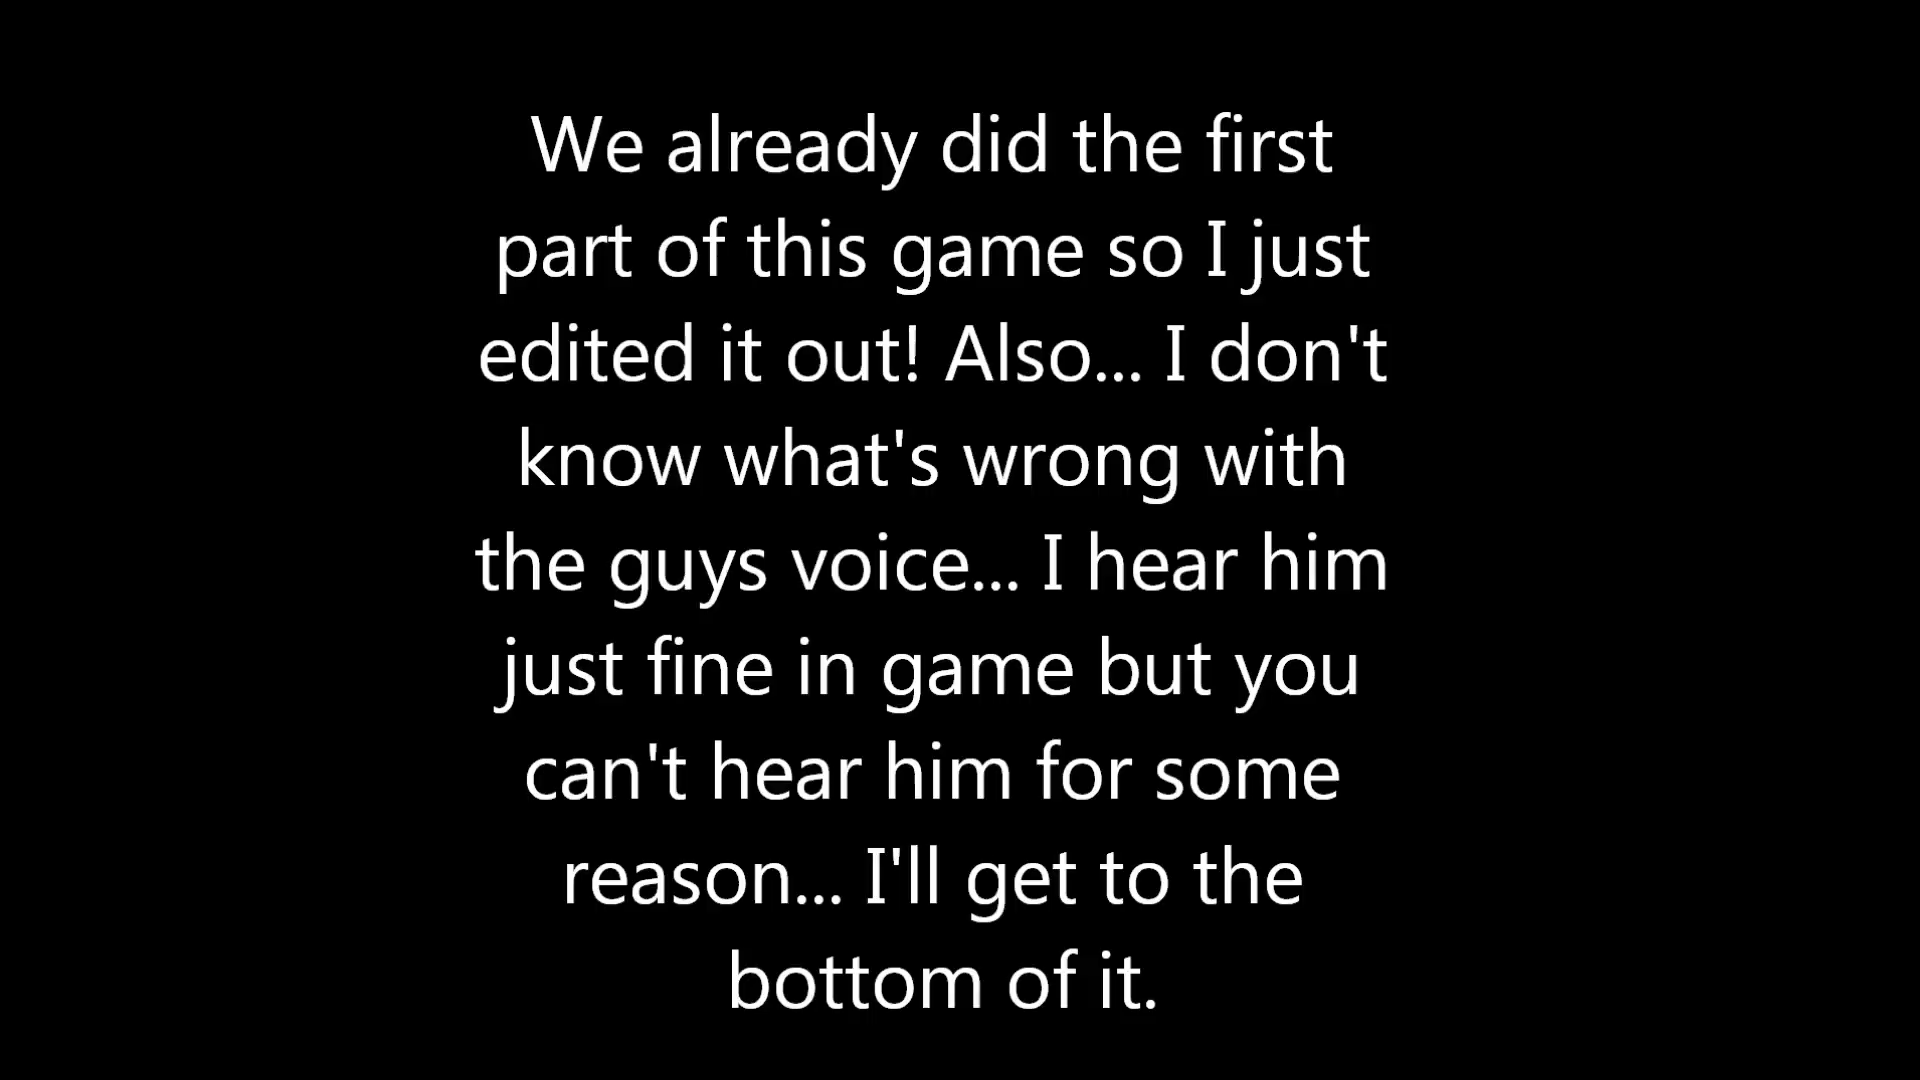 We already did the first
part of this game so I just
edited it out! Also... I don't
know what's wrong with
the guys voice... I hear him
just fine in game but you
can't hear him for some
reason... I'll get to the
bottom of it.